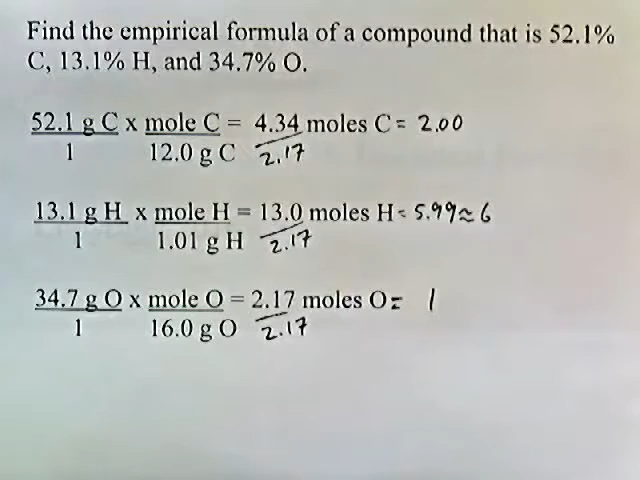 Find the empirical formula of a compound that is 52.1%
C, 13.1% H, and 34.7% O.
52.1 g C x mole C = 4.34 moles C = 2.00
1 12.0 g C 2.17
13.1 g H x mole H = 13.0 moles H = 5.99 ≈ 6
1 1.01 g H 2.17
34.7 g O x mole O = 2.17 moles O = 1
1 16.0 g O 2.17